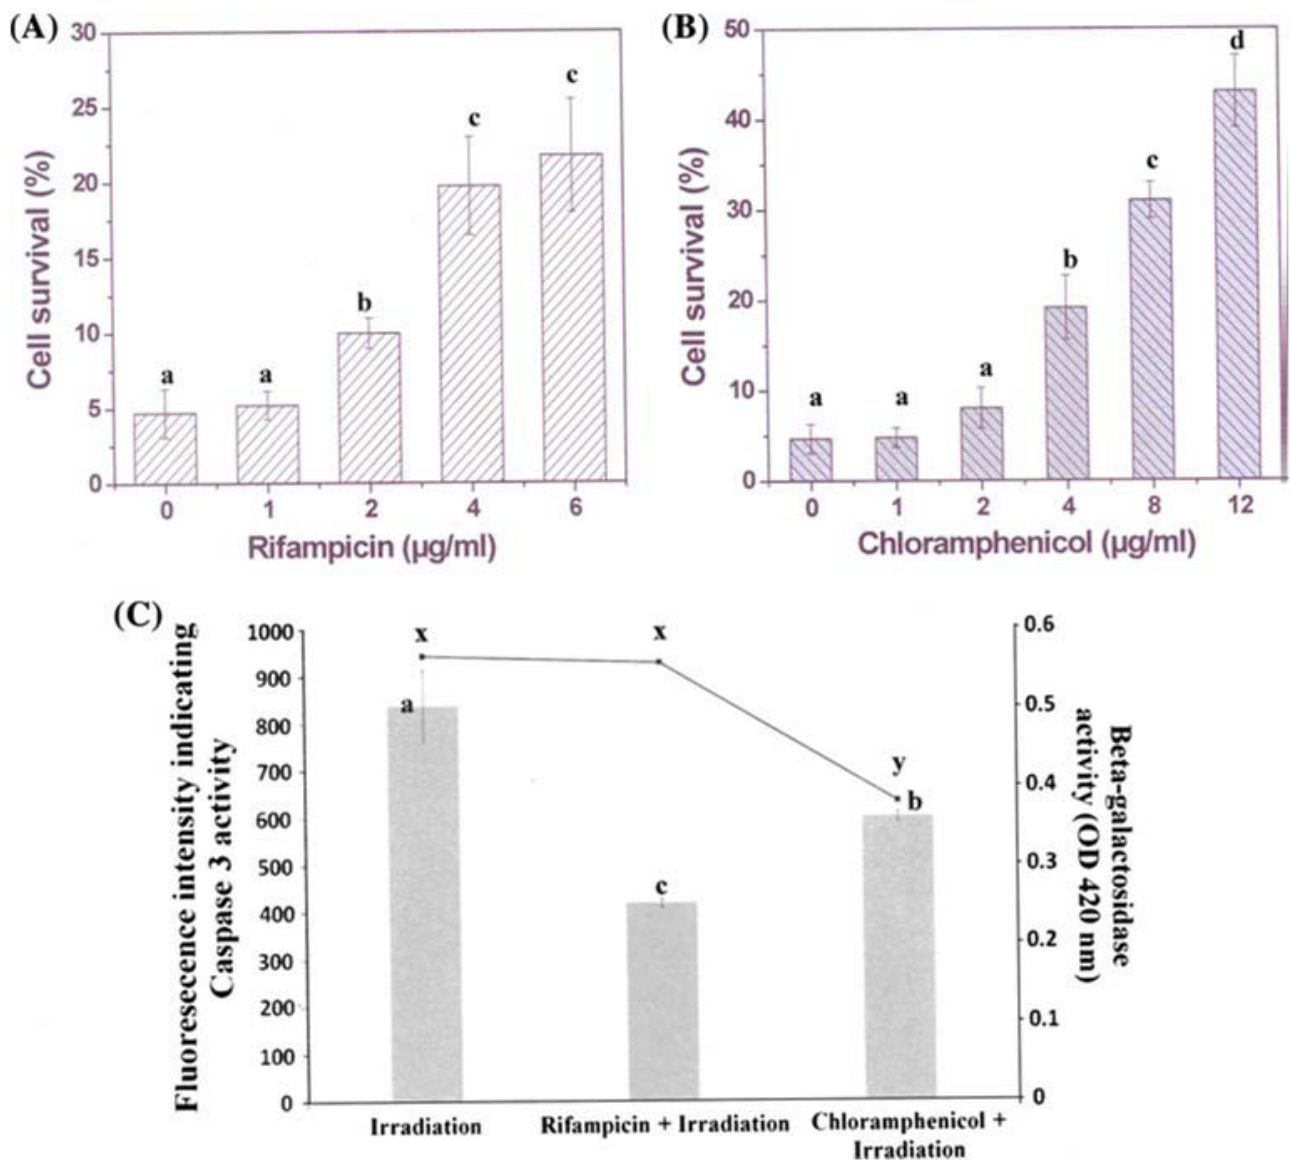 (A)
30
25
20
15
10
5
0
Cell survival (%)
a
a
b
c
c
0 1 2 4 6
Rifampicin (µg/ml)
(B)
50
40
30
20
10
0
Cell survival (%)
a
a
a
b
c
d
0 1 2 4 8 12
Chloramphenicol (µg/ml)
(C)
Fluoresecence intensity indicating
Caspase 3 activity
1000
900
800
700
600
500
400
300
200
100
0
x
x
y
a
c
b
0.6
0.5
0.4
0.3
0.2
0.1
0
Beta-galactosidase
activity (OD 420 nm)
Irradiation
Rifampicin + Irradiation
Chloramphenicol +
Irradiation